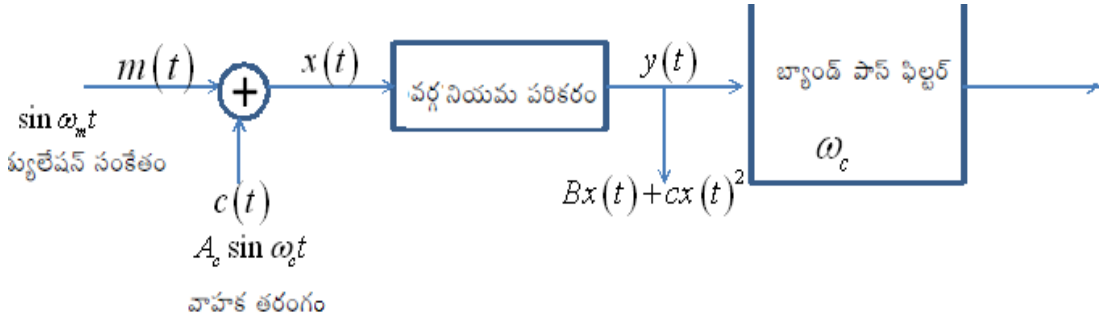 m(t)
sin ω_m t
ప్యులేషన్ సంకేతం
+
c(t)
A_c sin ω_c t
వాహక తరంగం
x(t)
వర్గ నియమ పరికరం
y(t)
Bx(t)+cx(t)^2
బ్యాండ్ పాస్ ఫిల్టర్
ω_c